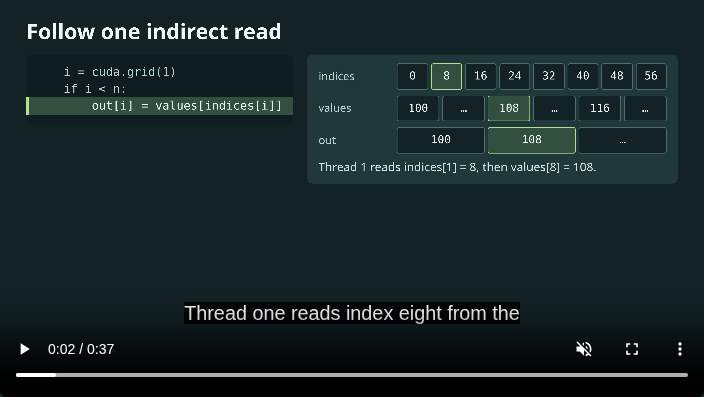 Follow one indirect read
i = cuda.grid(1)
if i < n:
out[i] = values[indices[i]]
indices 0 8 16 24 32 40 48 56
values 100 … 108 … 116 …
out 100 108 …
Thread 1 reads indices[1] = 8, then values[8] = 108.
Thread one reads index eight from the
0:02 / 0:37